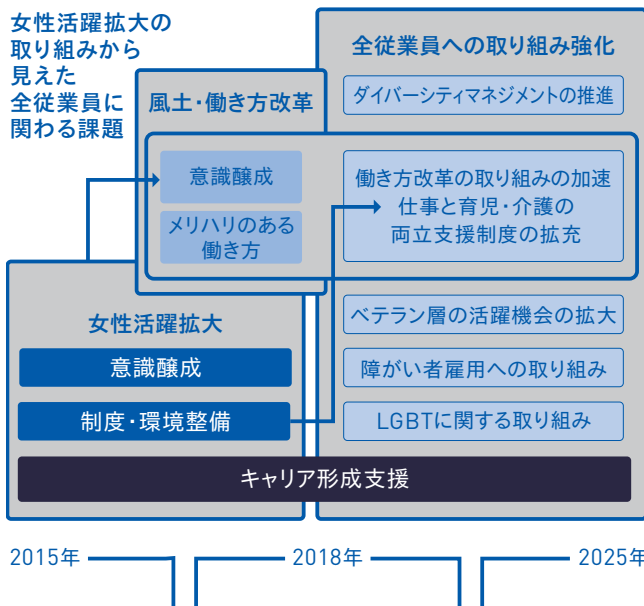 女性活躍拡大の
取り組みから
見えた
全従業員に
関わる課題
風土・働き方改革
意識醸成
メリハリのある
働き方
全従業員への取り組み強化
ダイバーシティマネジメントの推進
働き方改革の取り組みの加速
仕事と育児・介護の
両立支援制度の拡充
ベテラン層の活躍機会の拡大
障がい者雇用への取り組み
LGBTに関する取り組み
女性活躍拡大
意識醸成
制度・環境整備
キャリア形成支援
2015年
2018年
2025年